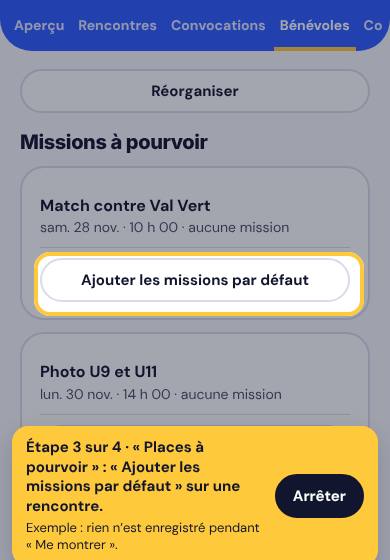 Aperçu Rencontres Convocations Bénévoles Co
Réorganiser
Missions à pourvoir
Match contre Val Vert
sam. 28 nov. · 10 h 00 · aucune mission
Ajouter les missions par défaut
Photo U9 et U11
lun. 30 nov. · 14 h 00 · aucune mission
Étape 3 sur 4 · « Places à
pourvoir » : « Ajouter les
missions par défaut » sur une
rencontre.
Arrêter
Exemple : rien n’est enregistré pendant
« Me montrer ».